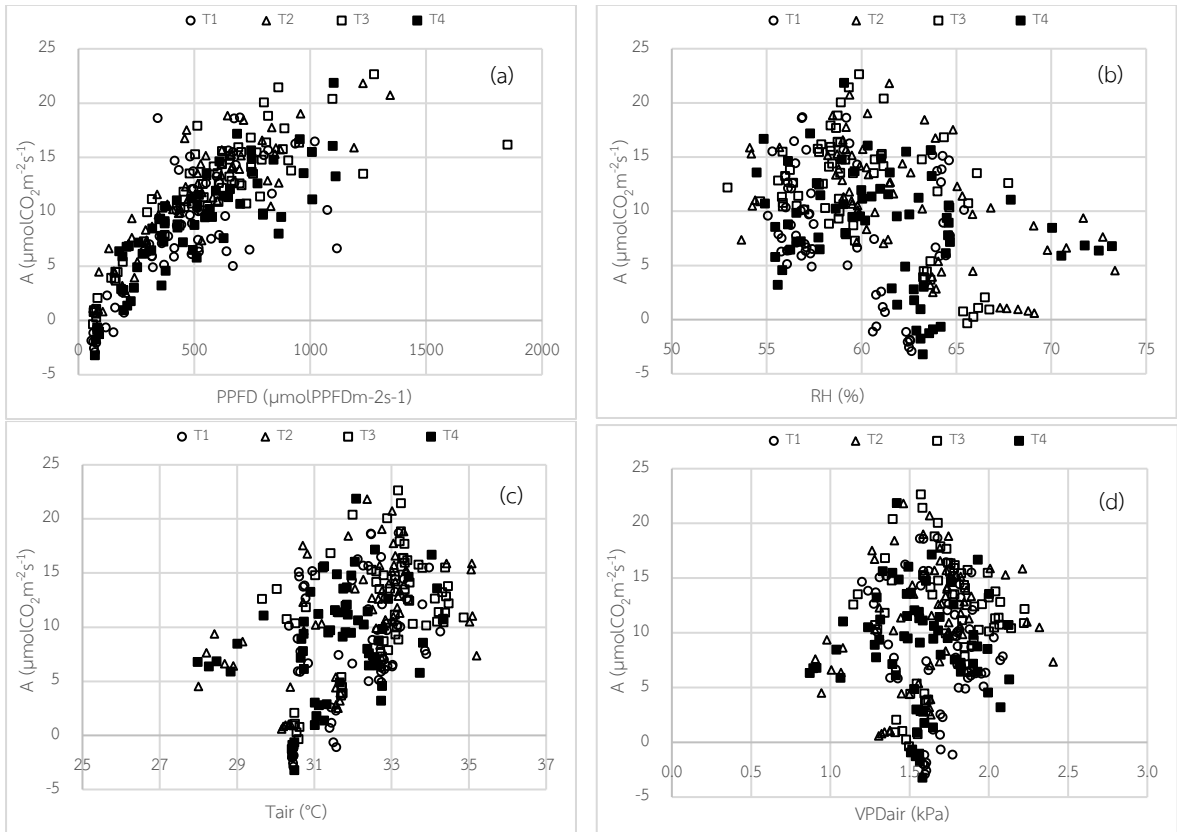 T1 T2 T3 T4
(a)
25
20
15
10
5
0
-5
0 500 1000 1500 2000
A (µmolCO2m-2s-1)
PPFD (µmolPPFDm-2s-1)
T1 T2 T3 T4
(b)
25
20
15
10
5
0
-5
50 55 60 65 70 75
A (µmolCO2m-2s-1)
RH (%)
T1 T2 T3 T4
(c)
25
20
15
10
5
0
-5
25 27 29 31 33 35 37
A (µmolCO2m-2s-1)
Tair (°C)
T1 T2 T3 T4
(d)
25
20
15
10
5
0
-5
0.0 0.5 1.0 1.5 2.0 2.5 3.0
A (µmolCO2m-2s-1)
VPDair (kPa)